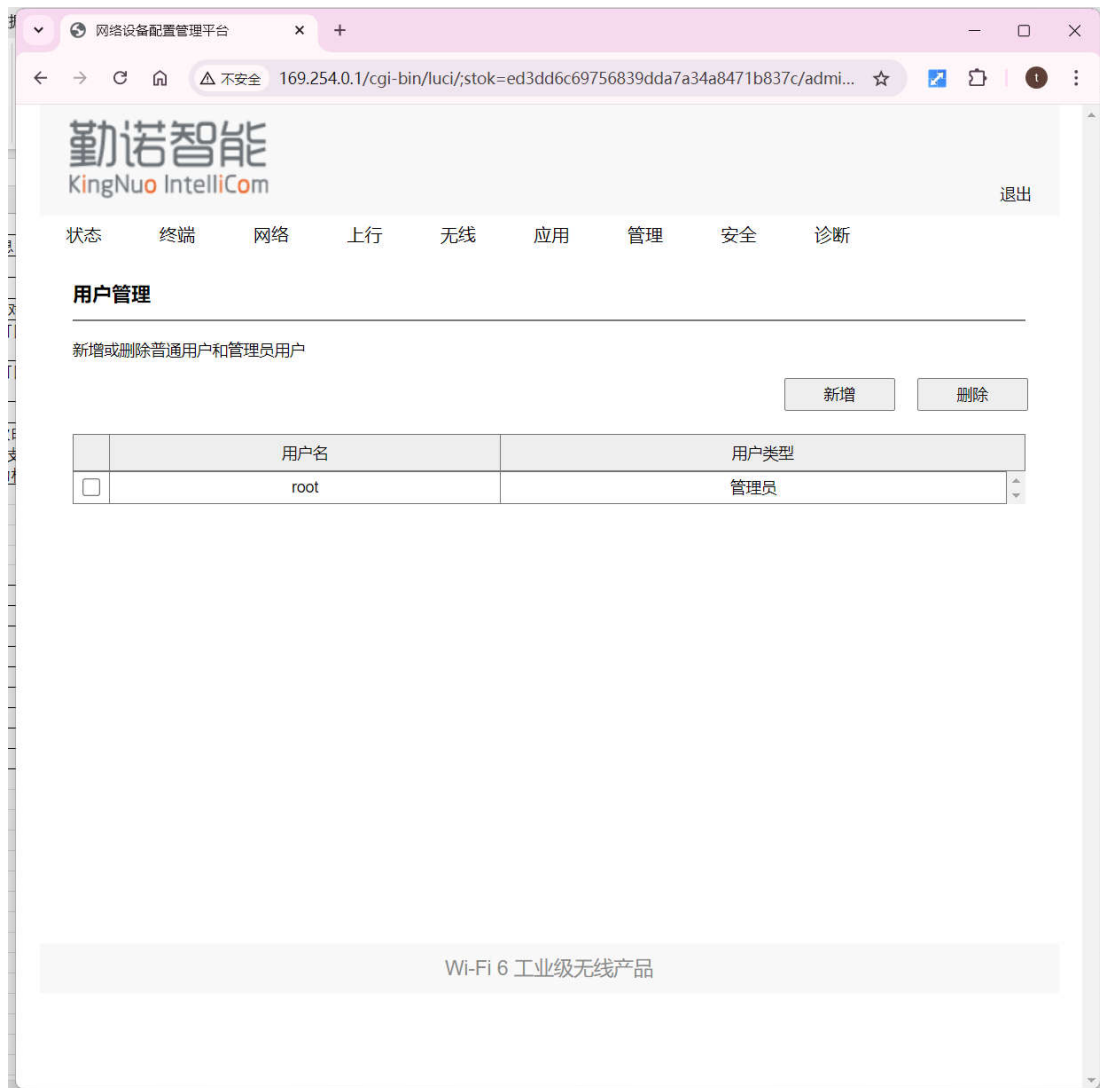 网络设备配置管理平台
不安全 169.254.0.1/cgi-bin/luci/;stok=ed3dd6c69756839dda7a34a8471b837c/admi...
t
勤诺智能
KingNuo IntelliCom
退出
状态 终端 网络 上行 无线 应用 管理 安全 诊断
用户管理
新增或删除普通用户和管理员用户
新增 删除
用户名 用户类型
root 管理员
Wi-Fi 6 工业级无线产品